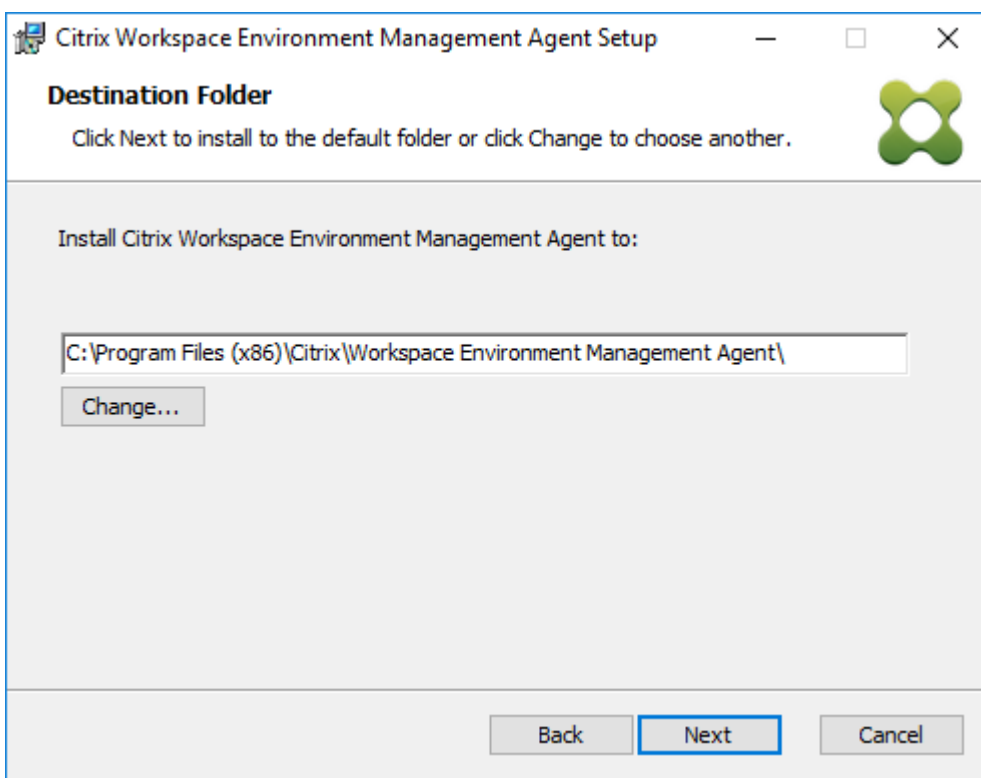 Citrix Workspace Environment Management Agent Setup
Destination Folder
Click Next to install to the default folder or click Change to choose another.
Install Citrix Workspace Environment Management Agent to:
C:\Program Files (x86)\Citrix\Workspace Environment Management Agent\
Change...
Back Next Cancel